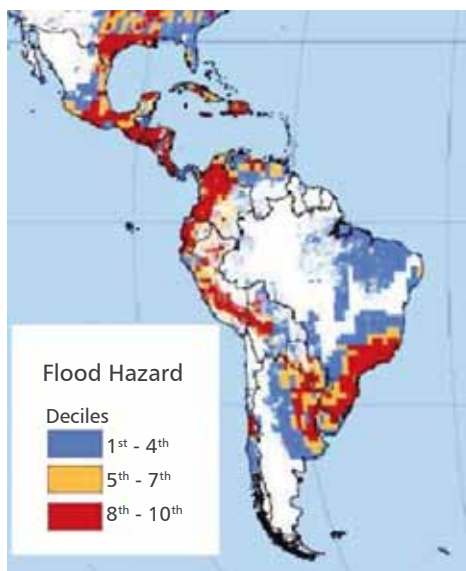 Flood Hazard
Deciles
1st - 4th
5th - 7th
8th - 10th